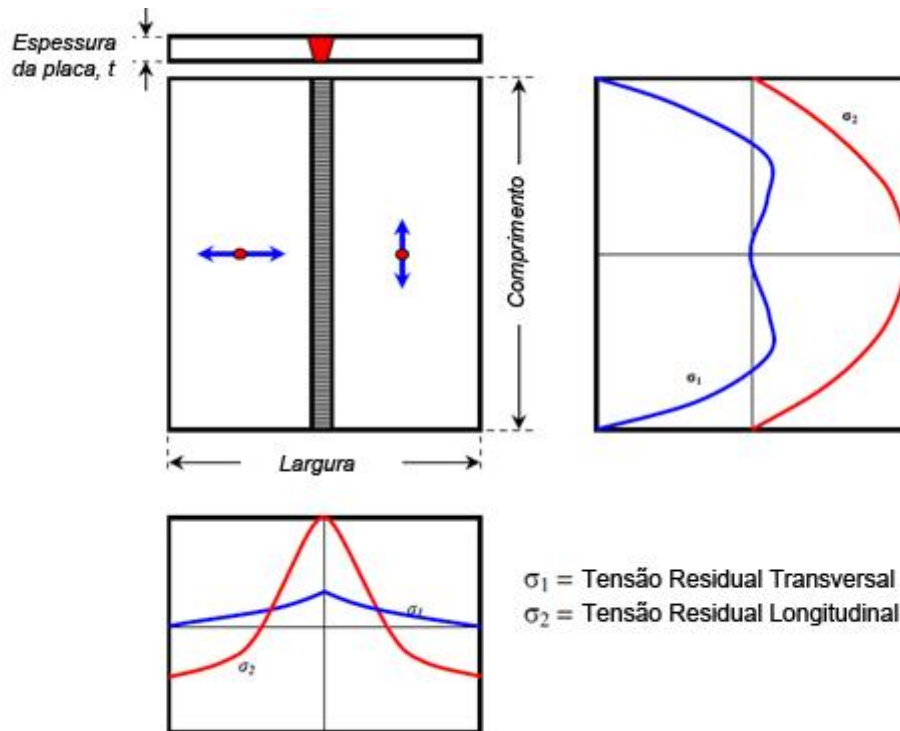 Espessura
da placa, t
Comprimento
Largura
σ₂
σ₁
σ₁
σ₂
σ₁ = Tensão Residual Transversal
σ₂ = Tensão Residual Longitudinal